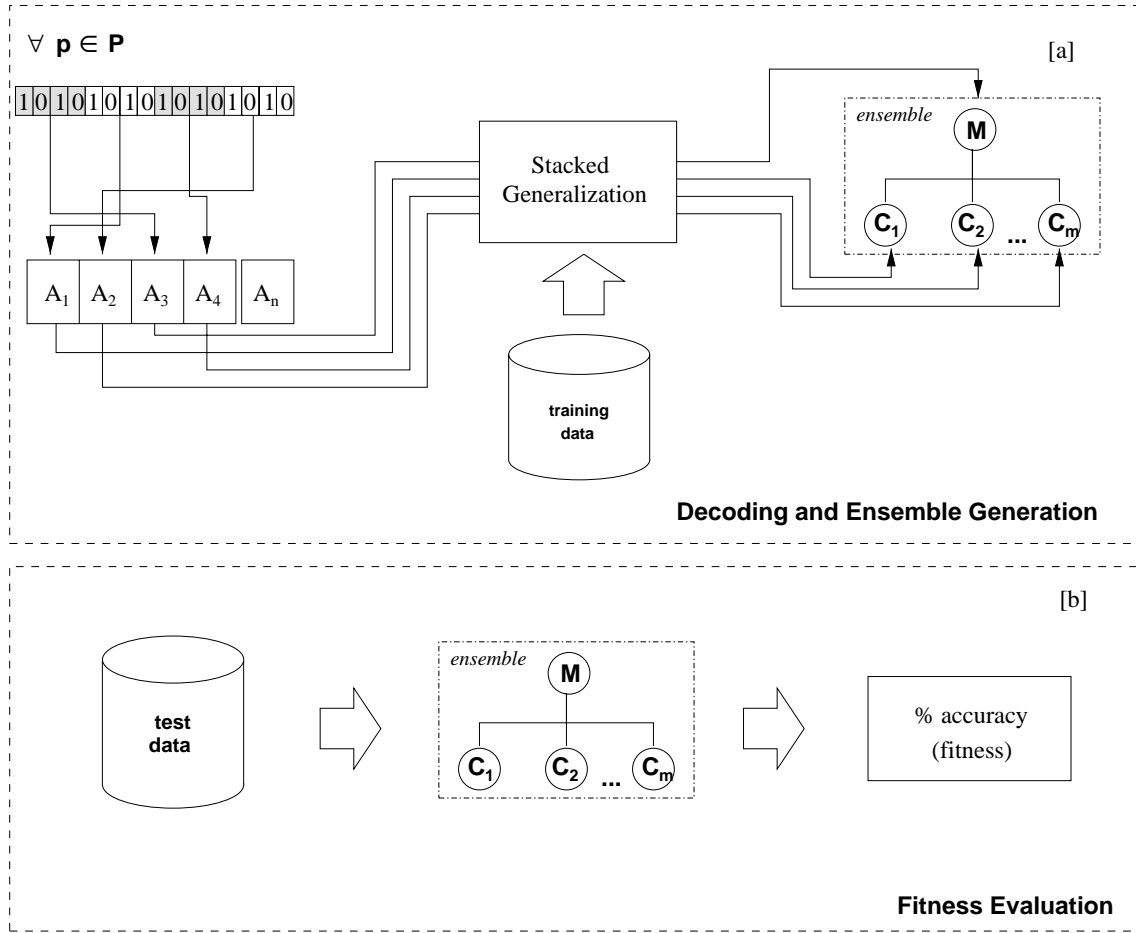 ∀ p ∈ P
[a]
1 0 1 0 1 0 1 0 1 0 1 0 1 0 1 0
ensemble
M
Stacked
Generalization
C1 C2 ... Cm
A1 A2 A3 A4 An
training
data
Decoding and Ensemble Generation
[b]
ensemble
M
test
data
% accuracy
(fitness)
C1 C2 ... Cm
Fitness Evaluation